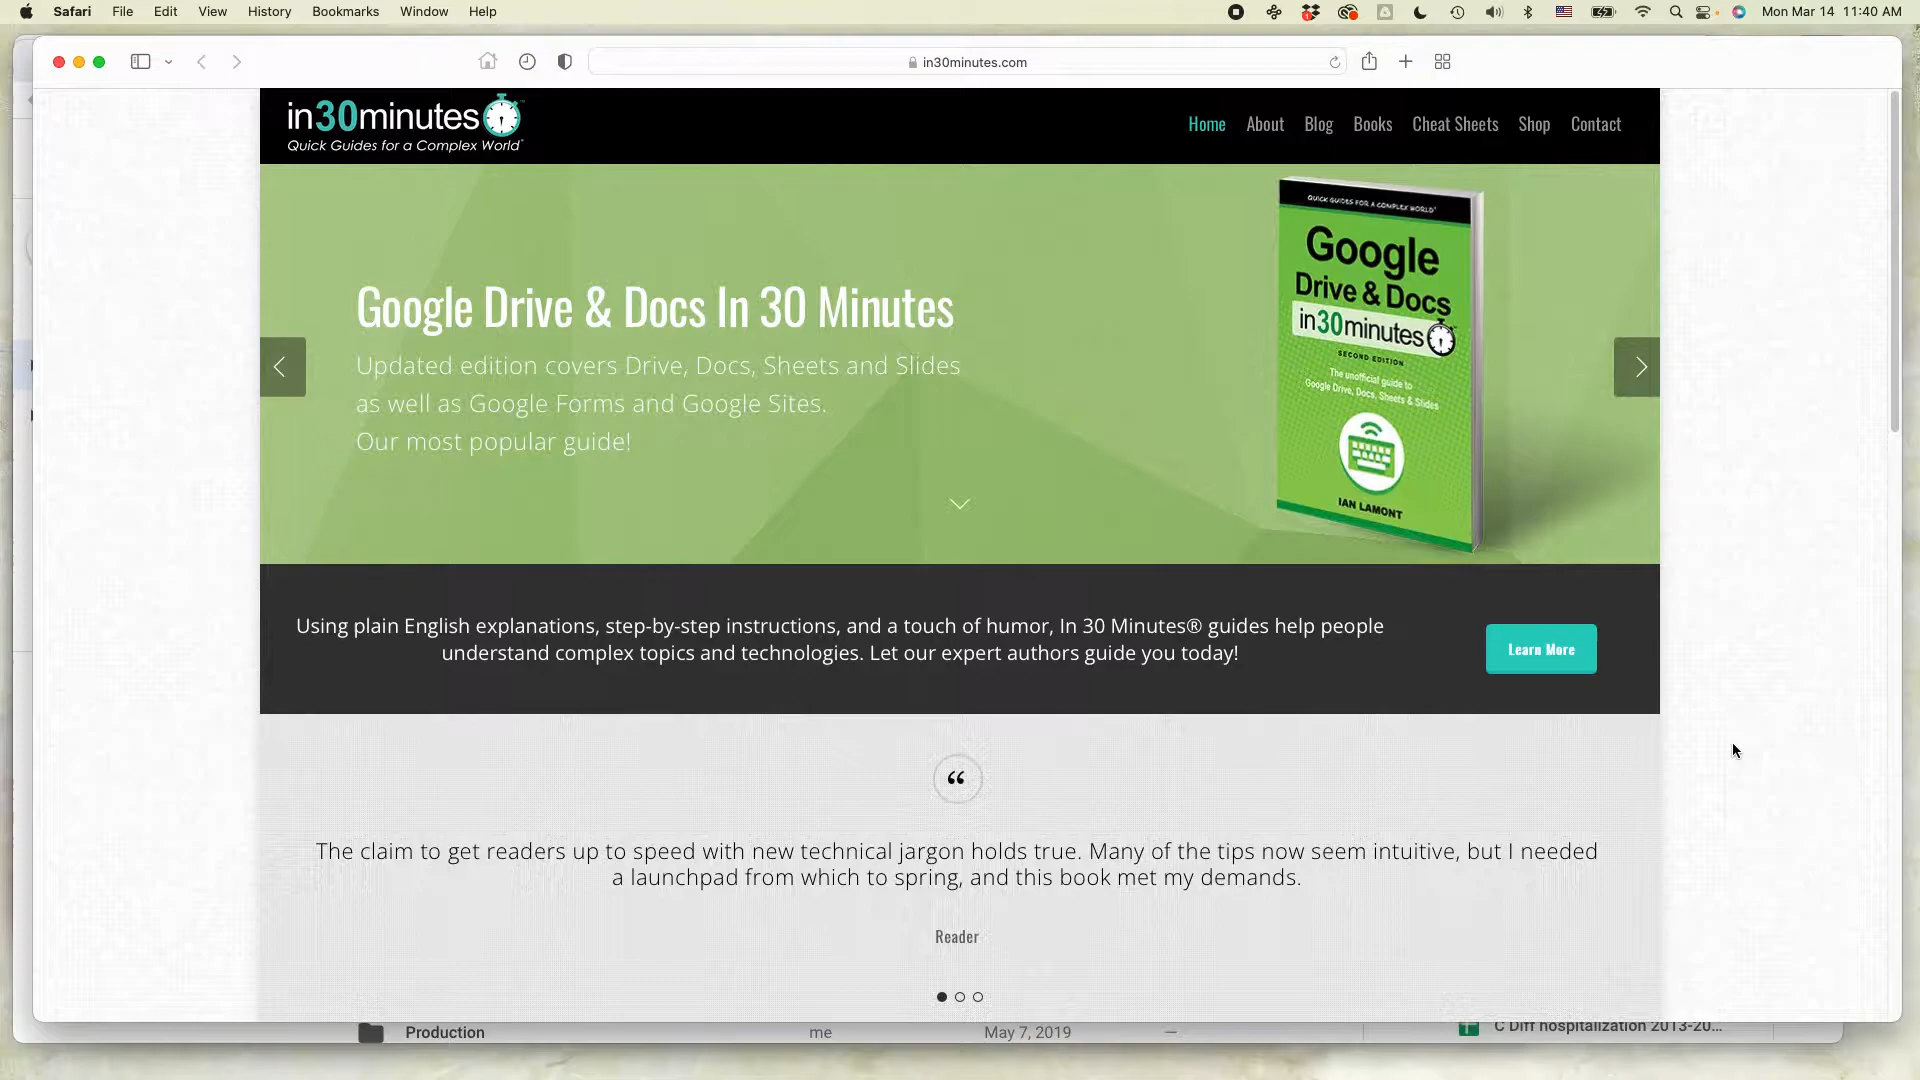 Safari File Edit View History Bookmarks Window Help
Mon Mar 14 11:40 AM
in30minutes.com
in30minutes
Quick Guides for a Complex World
Home About Blog Books Cheat Sheets Shop Contact
Google Drive & Docs In 30 Minutes
Updated edition covers Drive, Docs, Sheets and Slides
as well as Google Forms and Google Sites.
Our most popular guide!
QUICK GUIDES FOR A COMPLEX WORLD
Google
Drive & Docs
in30minutes
SECOND EDITION
The unofficial guide to
Google Drive, Docs, Sheets & Slides
IAN LAMONT
Using plain English explanations, step-by-step instructions, and a touch of humor, In 30 Minutes® guides help people
understand complex topics and technologies. Let our expert authors guide you today!
Learn More
“
The claim to get readers up to speed with new technical jargon holds true. Many of the tips now seem intuitive, but I needed
a launchpad from which to spring, and this book met my demands.
Reader
Production me May 7, 2019 —
C Diff hospitalization 2013-20...